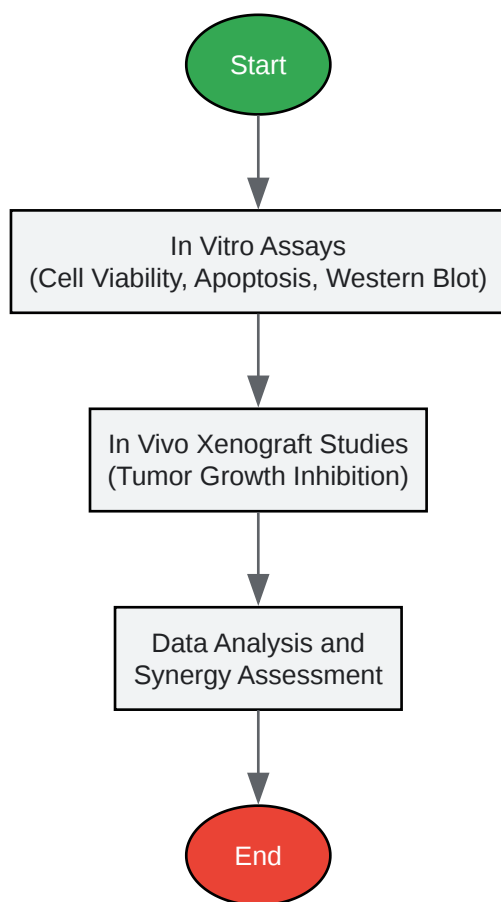 Start
In Vitro Assays
(Cell Viability, Apoptosis, Western Blot)
In Vivo Xenograft Studies
(Tumor Growth Inhibition)
Data Analysis and
Synergy Assessment
End